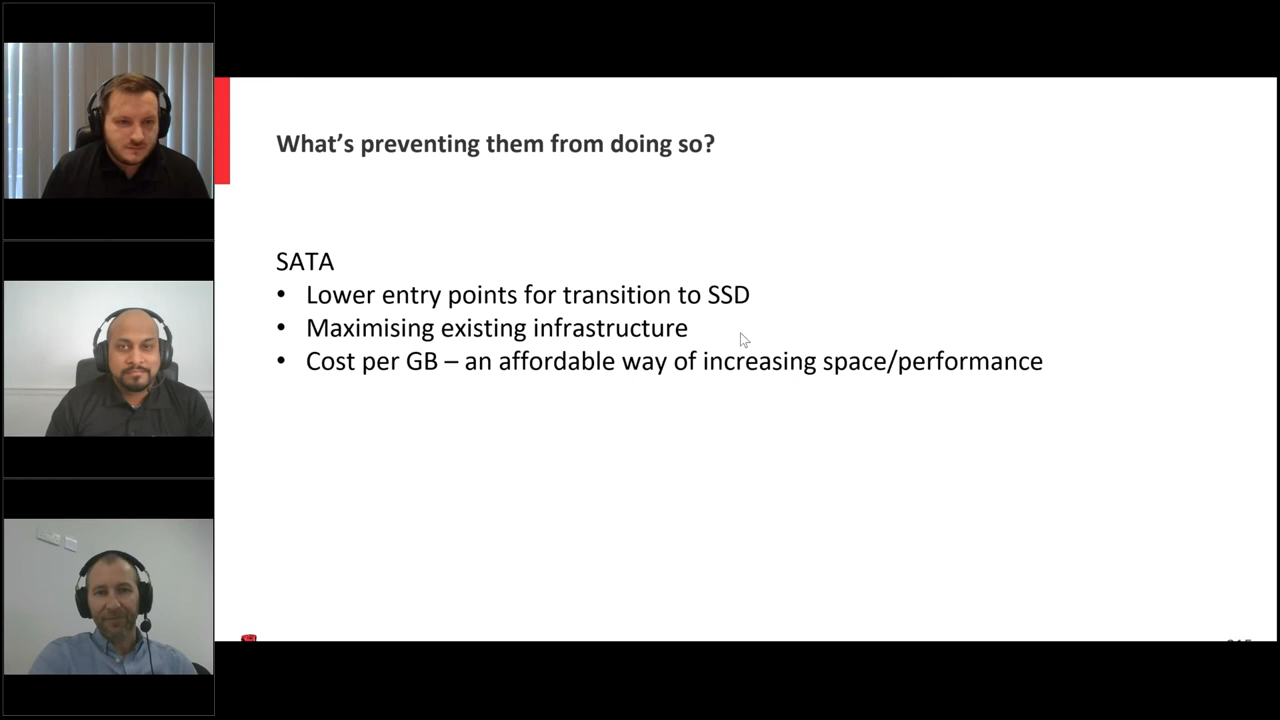 What’s preventing them from doing so?
SATA
• Lower entry points for transition to SSD
• Maximising existing infrastructure
• Cost per GB – an affordable way of increasing space/performance